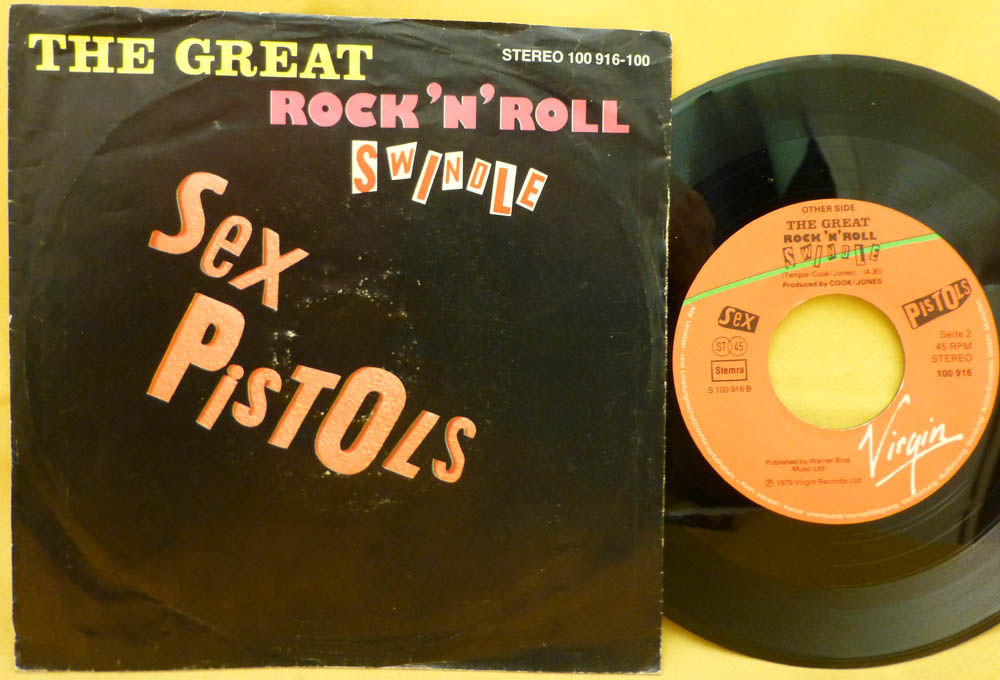 THE GREAT
STEREO 100 916-100
ROCK 'N' ROLL
SWINDLE
Sex
PiSTOLS
OTHER SIDE
THE GREAT
ROCK 'N' ROLL
SWINDLE
(Temple/Cook/Jones) (4.30)
Produced by COOK/JONES
Sex
PiSTOLS
ST 45
Stemra
S 100 916 B
Seite 2
45 RPM
STEREO
100 916
Virgin
Published by Warner Bros.
Music Ltd
℗ 1979 Virgin Records Ltd